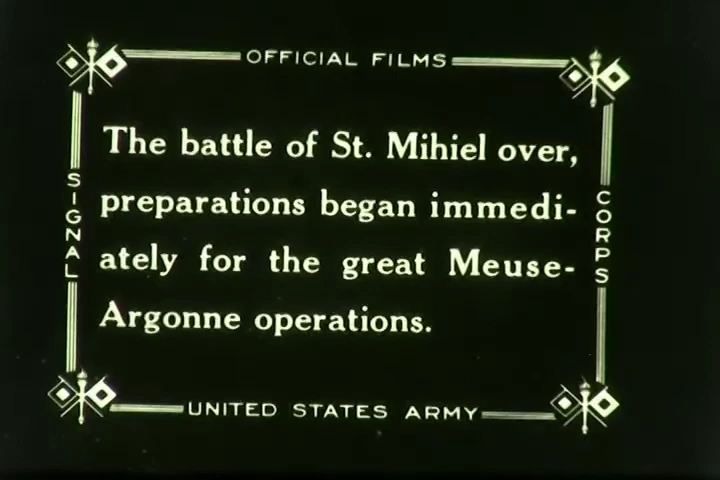 OFFICIAL FILMS
The battle of St. Mihiel over,
preparations began immedi-
ately for the great Meuse-
Argonne operations.
SIGNAL
CORPS
UNITED STATES ARMY